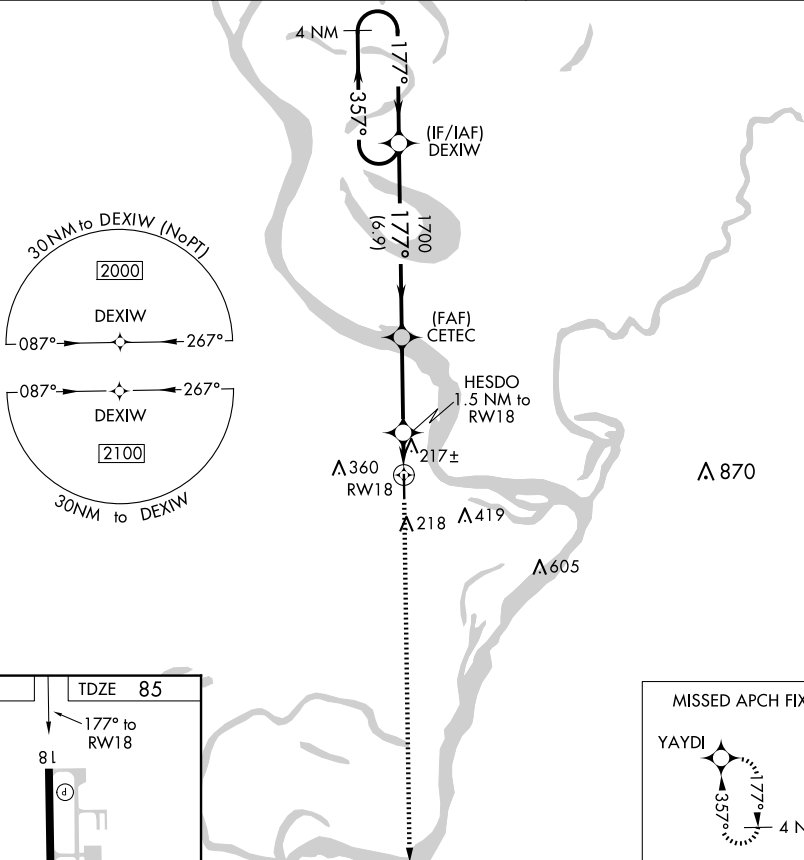 4 NM
177°
357°
(IF/IAF)
DEXIW
1700
177°
(6.9)
30NM to DEXIW (NoPT)
2000
DEXIW
087°
267°
087°
267°
DEXIW
2100
30NM to DEXIW
(FAF)
CETEC
HESDO
1.5 NM to
RW18
217±
360
RW18
218
419
870
605
TDZE 85
177° to
RW18
18
P
MISSED APCH FIX
YAYDI
177°
357°
4 N